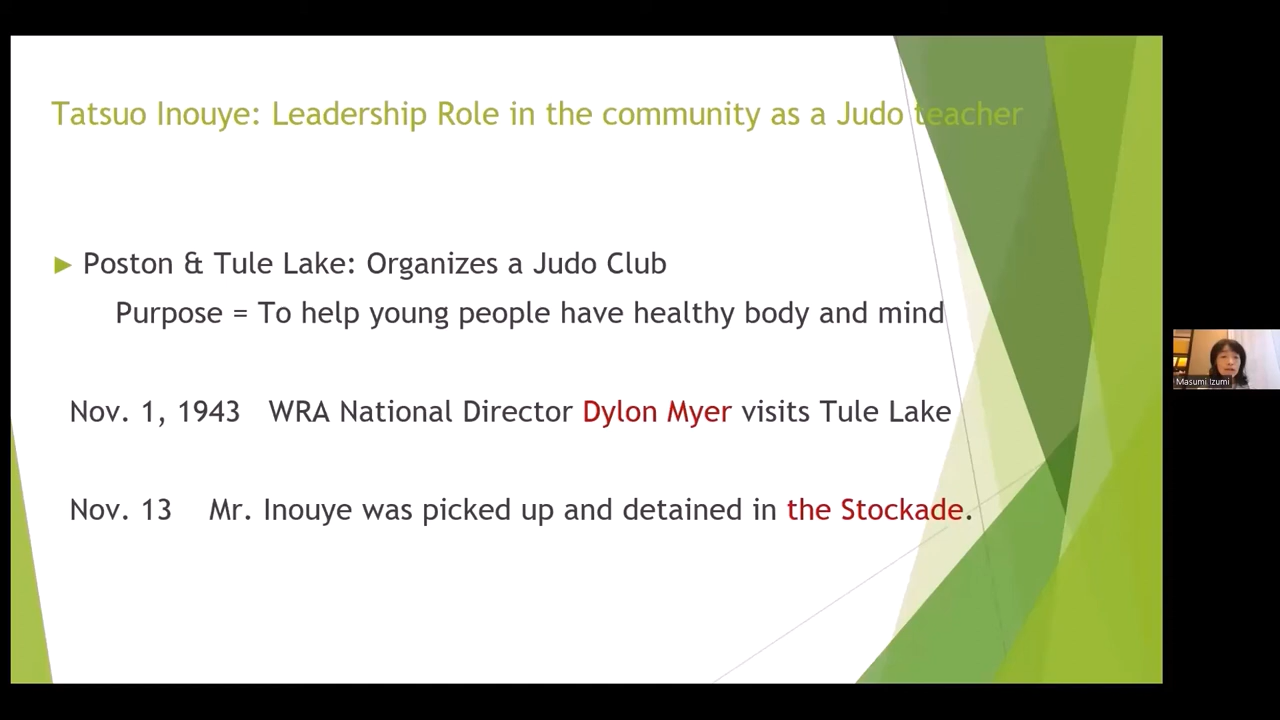 Tatsuo Inouye: Leadership Role in the community as a Judo teacher
Poston & Tule Lake: Organizes a Judo Club
Purpose = To help young people have healthy body and mind
Nov. 1, 1943 WRA National Director Dylon Myer visits Tule Lake
Masumi Izumi
Nov. 13 Mr. Inouye was picked up and detained in the Stockade.